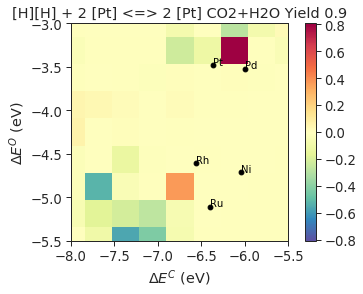 [H][H] + 2 [Pt] <=> 2 [Pt] CO2+H2O Yield 0.9
−3.0
−3.5
−4.0
−4.5
−5.0
−5.5
ΔE^O (eV)
Pt
Pd
Rh
Ni
Ru
−8.0 −7.5 −7.0 −6.5 −6.0 −5.5
ΔE^C (eV)
0.8
0.6
0.4
0.2
0.0
−0.2
−0.4
−0.6
−0.8